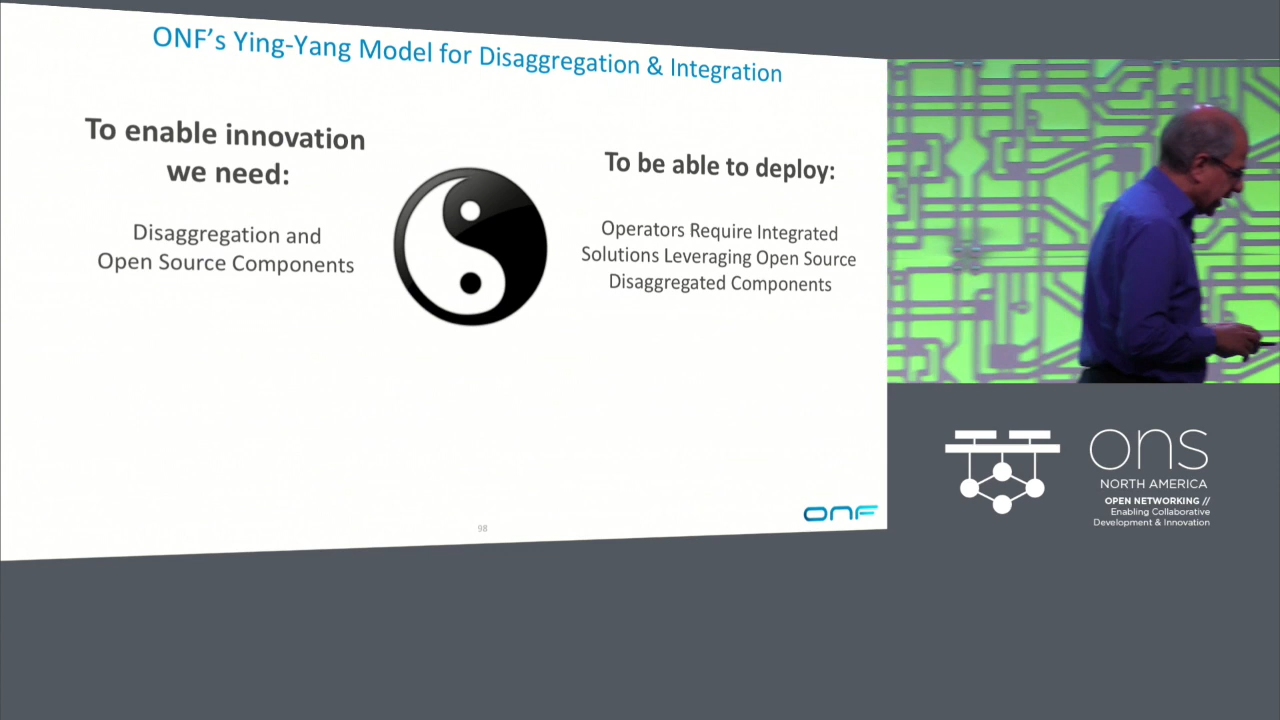 ONF's Ying-Yang Model for Disaggregation & Integration
To enable innovation
we need:
Disaggregation and
Open Source Components
To be able to deploy:
Operators Require Integrated
Solutions Leveraging Open Source
Disaggregated Components
98
ONF
ons
NORTH AMERICA
OPEN NETWORKING //
Enabling Collaborative
Development & Innovation